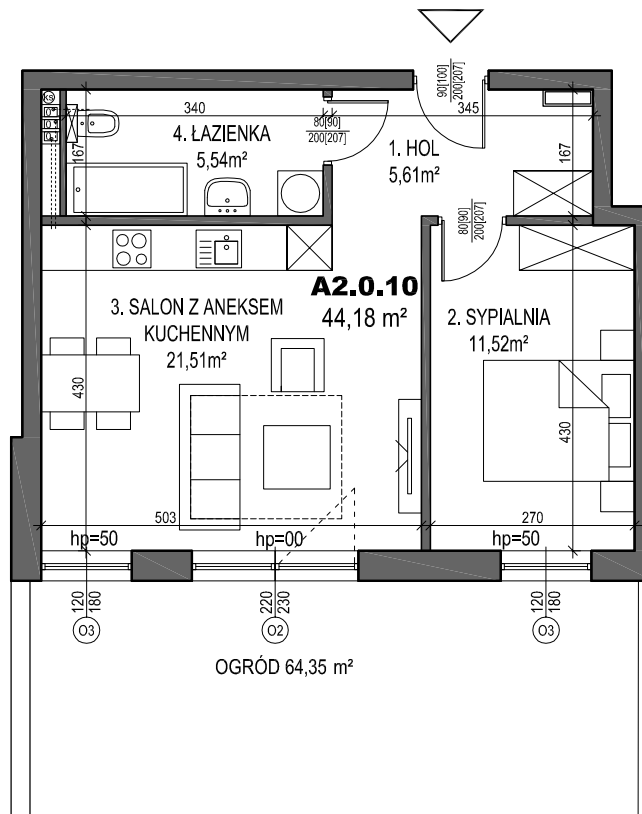 90[100]
200[207]
340
345
80[90]
200[207]
KS
4. ŁAZIENKA
5,54m²
1. HOL
5,61m²
167
167
80[90]
200[207]
A2.0.10
44,18 m²
3. SALON Z ANEKSEM
KUCHENNYM
21,51m²
2. SYPIALNIA
11,52m²
430
430
503
270
hp=50
hp=00
hp=50
120
180
220
230
120
180
O3
O2
O3
OGRÓD 64,35 m²